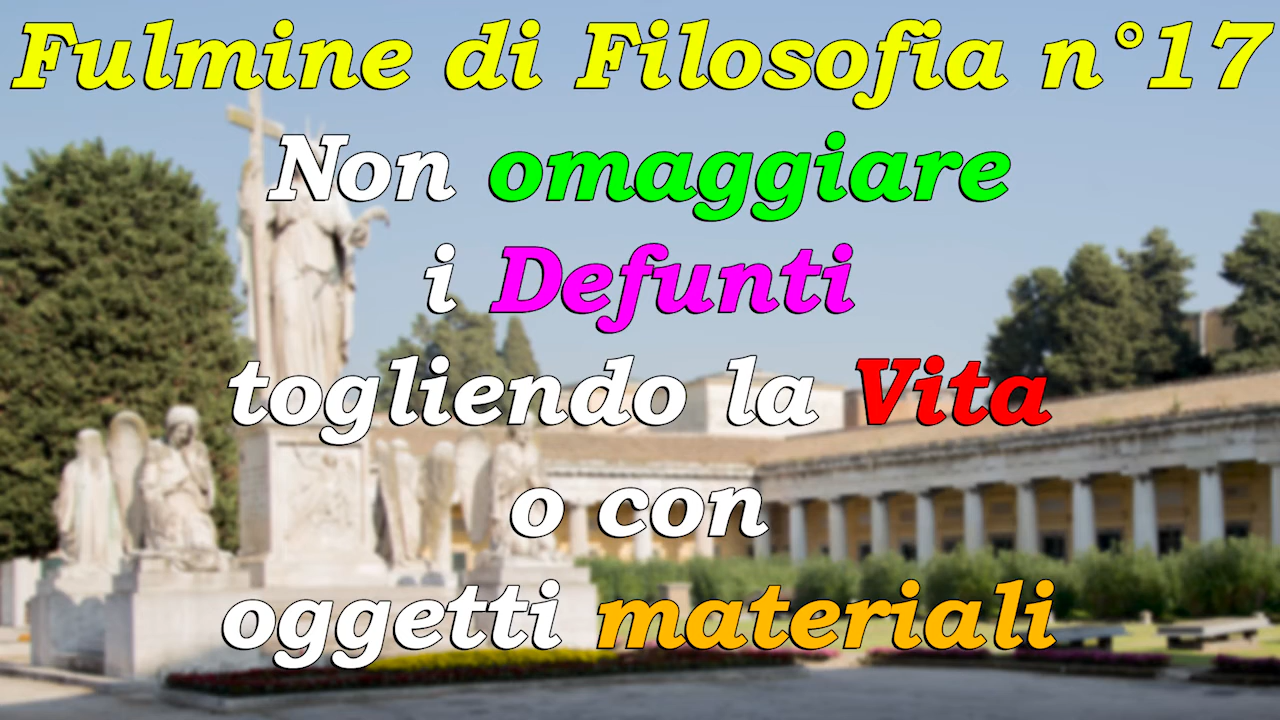 Fulmine di Filosofia n°17
Non omaggiare
i Defunti
togliendo la Vita
o con
oggetti materiali